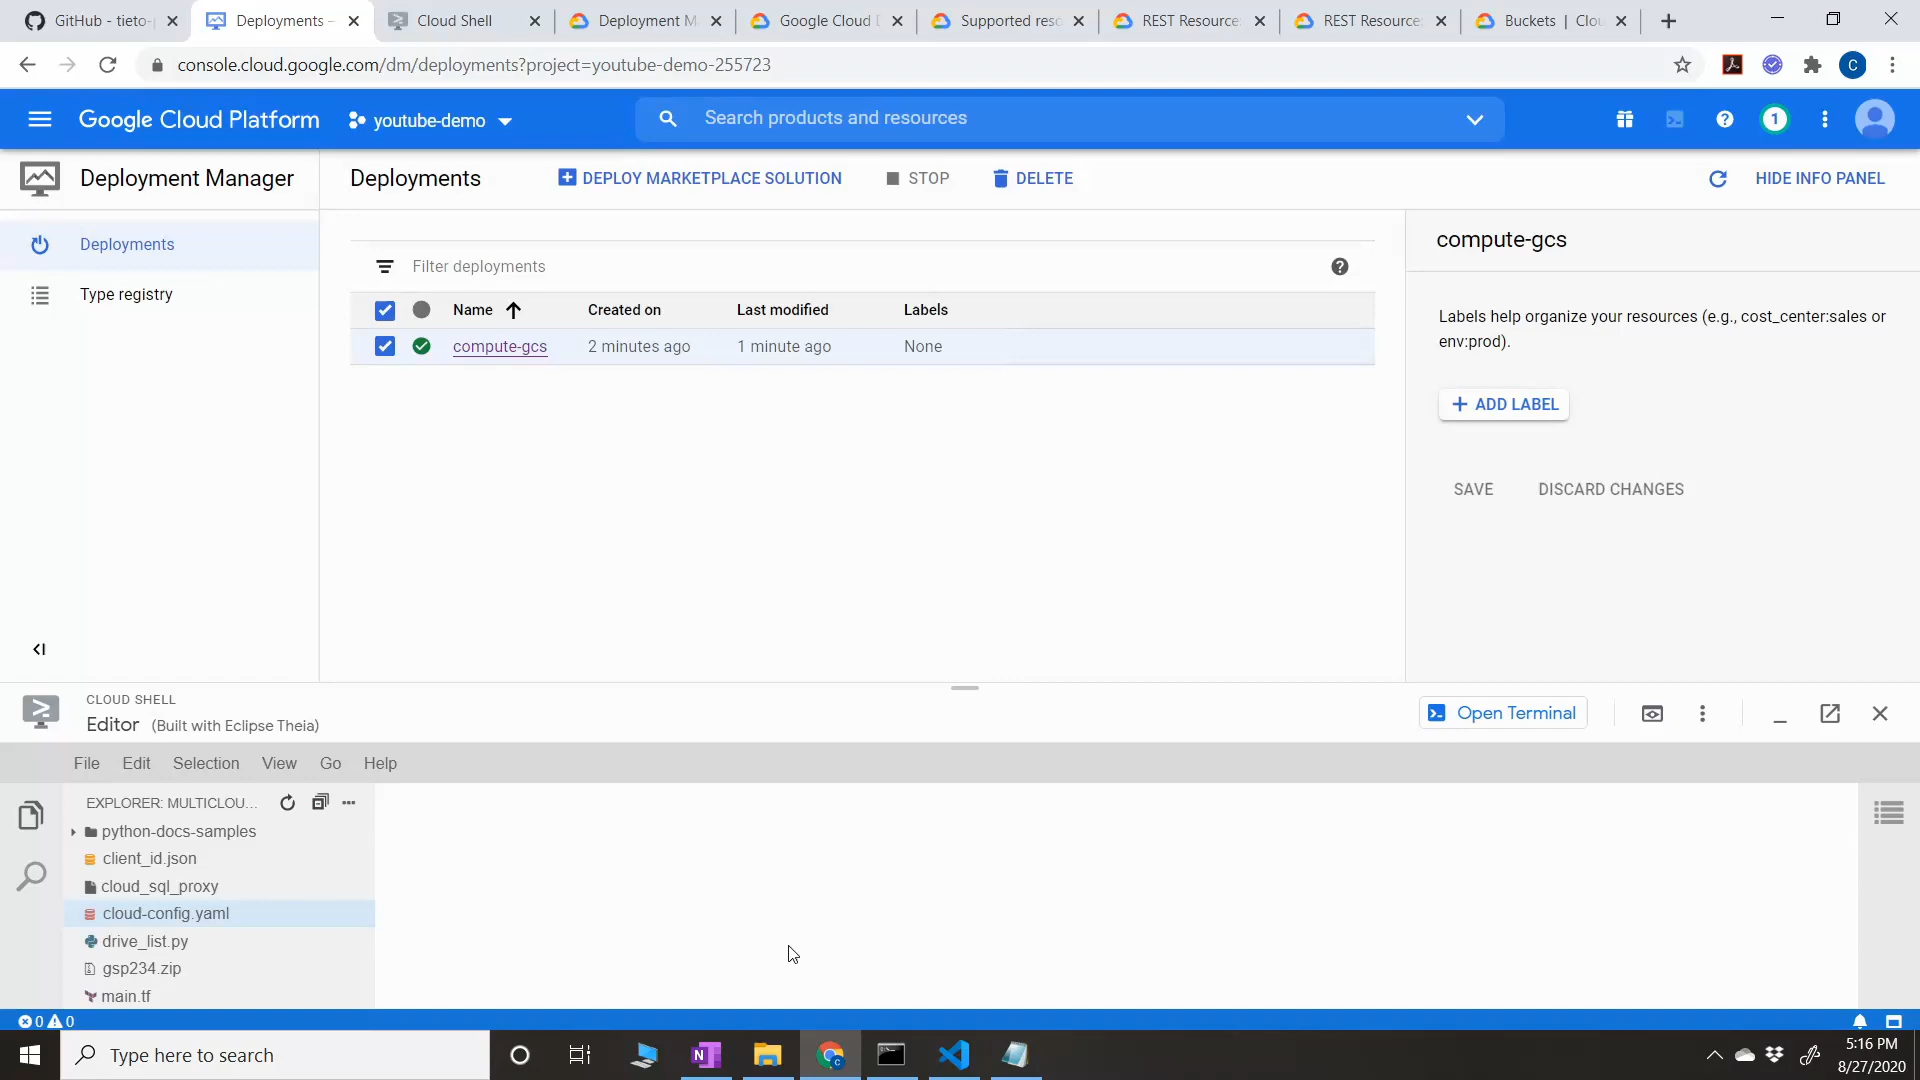 GitHub - tieto-
Deployments -
Cloud Shell
Deployment M
Google Cloud
Supported reso
REST Resource:
REST Resource:
Buckets | Clou
console.cloud.google.com/dm/deployments?project=youtube-demo-255723
C
Google Cloud Platform
youtube-demo
Search products and resources
1
Deployment Manager
Deployments
DEPLOY MARKETPLACE SOLUTION
STOP
DELETE
HIDE INFO PANEL
Deployments
Type registry
Filter deployments
Name
Created on
Last modified
Labels
compute-gcs
2 minutes ago
1 minute ago
None
compute-gcs
Labels help organize your resources (e.g., cost_center:sales or
env:prod).
ADD LABEL
SAVE
DISCARD CHANGES
CLOUD SHELL
Editor (Built with Eclipse Theia)
Open Terminal
File
Edit
Selection
View
Go
Help
EXPLORER: MULTICLOU...
python-docs-samples
client_id.json
cloud_sql_proxy
cloud-config.yaml
drive_list.py
gsp234.zip
main.tf
0
0
Type here to search
5:16 PM
8/27/2020